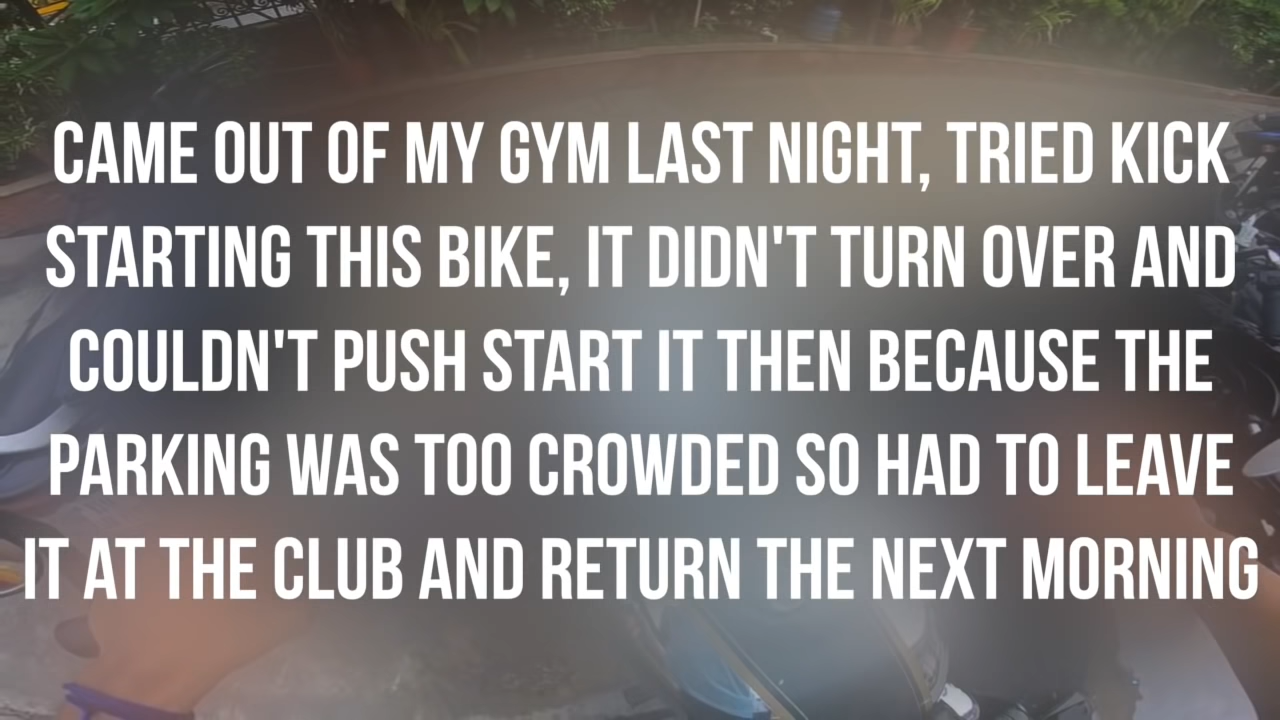 CAME OUT OF MY GYM LAST NIGHT, TRIED KICK
STARTING THIS BIKE, IT DIDN'T TURN OVER AND
COULDN'T PUSH START IT THEN BECAUSE THE
PARKING WAS TOO CROWDED SO HAD TO LEAVE
IT AT THE CLUB AND RETURN THE NEXT MORNING